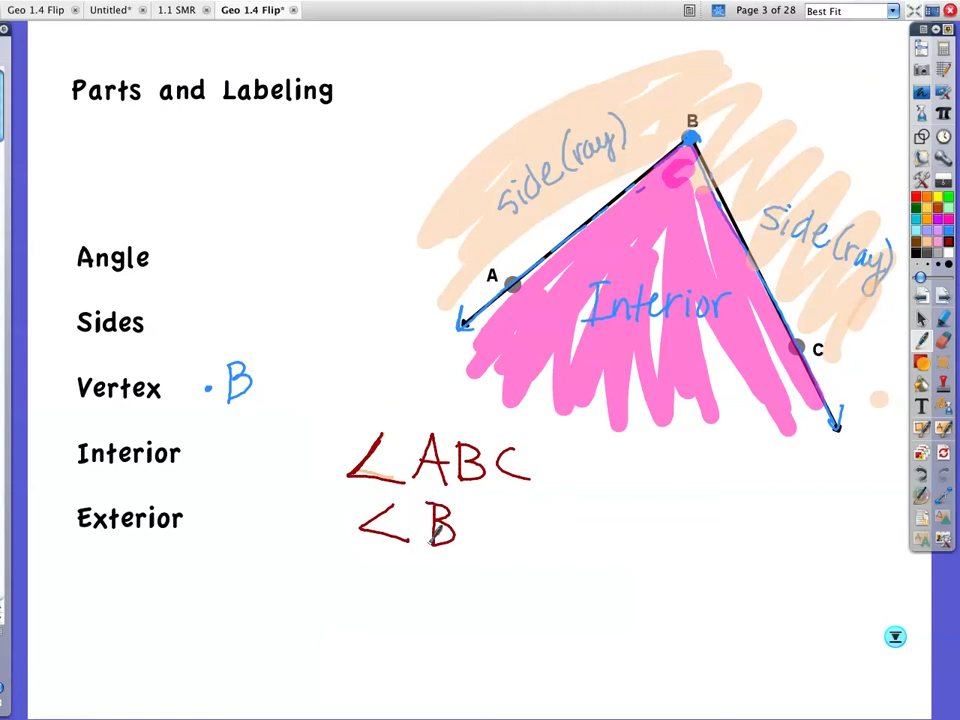 Geo 1.4 Flip Untitled* 1.1 SMR Geo 1.4 Flip* Page 3 of 28 Best Fit
Parts and Labeling
B
side (ray)
side (ray)
Angle
A
Interior
Sides
C
Vertex . B
Interior ∠ABC
Exterior ∠B